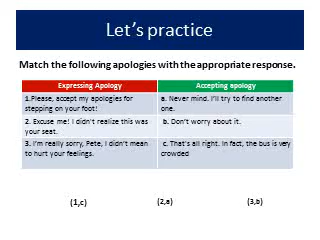 Let's practice
Match the following apologies with the appropriate response.
Expressing Apology
Accepting apology
1.Please, accept my apologies for
stepping on your foot!
a. Never mind. I'll try to find another
one.
2. Excuse me! I didn't realize this was
your seat.
b. Don't worry about it.
3. I'm really sorry, Pete, I didn't mean
to hurt your feelings.
c. That's all right. In fact, the bus is very
crowded
(1,c)
(2,a)
(3,b)